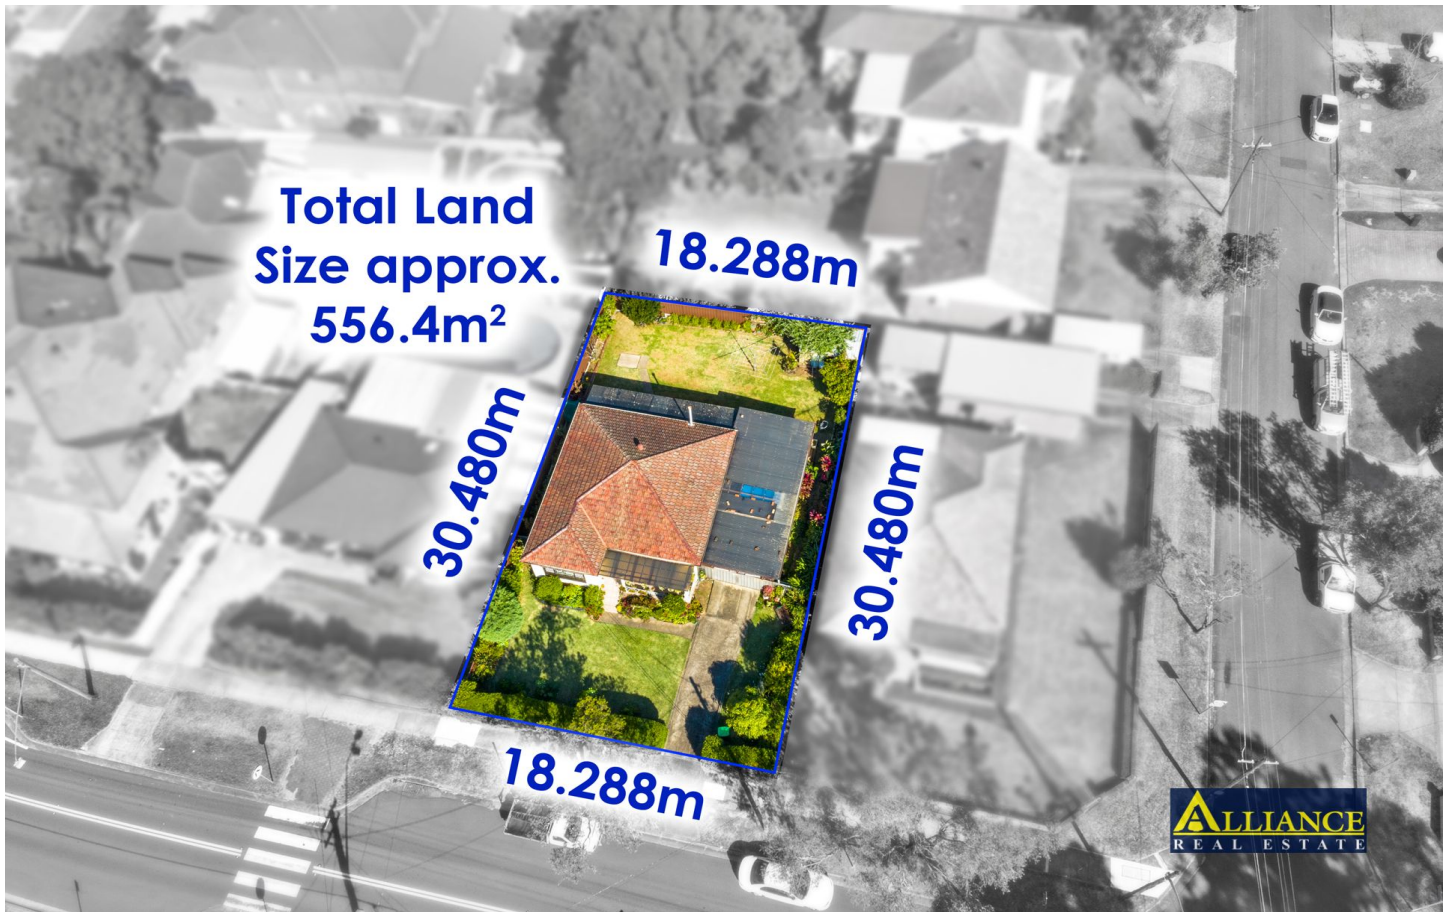 Total Land
Size approx.
556.4m²
18.288m
30.480m
30.480m
18.288m
ALLIANCE
REAL ESTATE